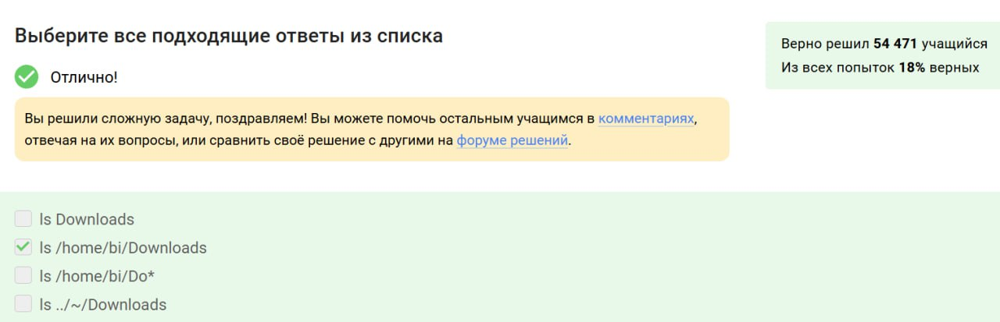 Выберите все подходящие ответы из списка
Верно решил 54 471 учащийся
Из всех попыток 18% верных
Отлично!
Вы решили сложную задачу, поздравляем! Вы можете помочь остальным учащимся в комментариях,
отвечая на их вопросы, или сравнить своё решение с другими на форуме решений.
ls Downloads
ls /home/bi/Downloads
ls /home/bi/Do*
ls ../~/Downloads